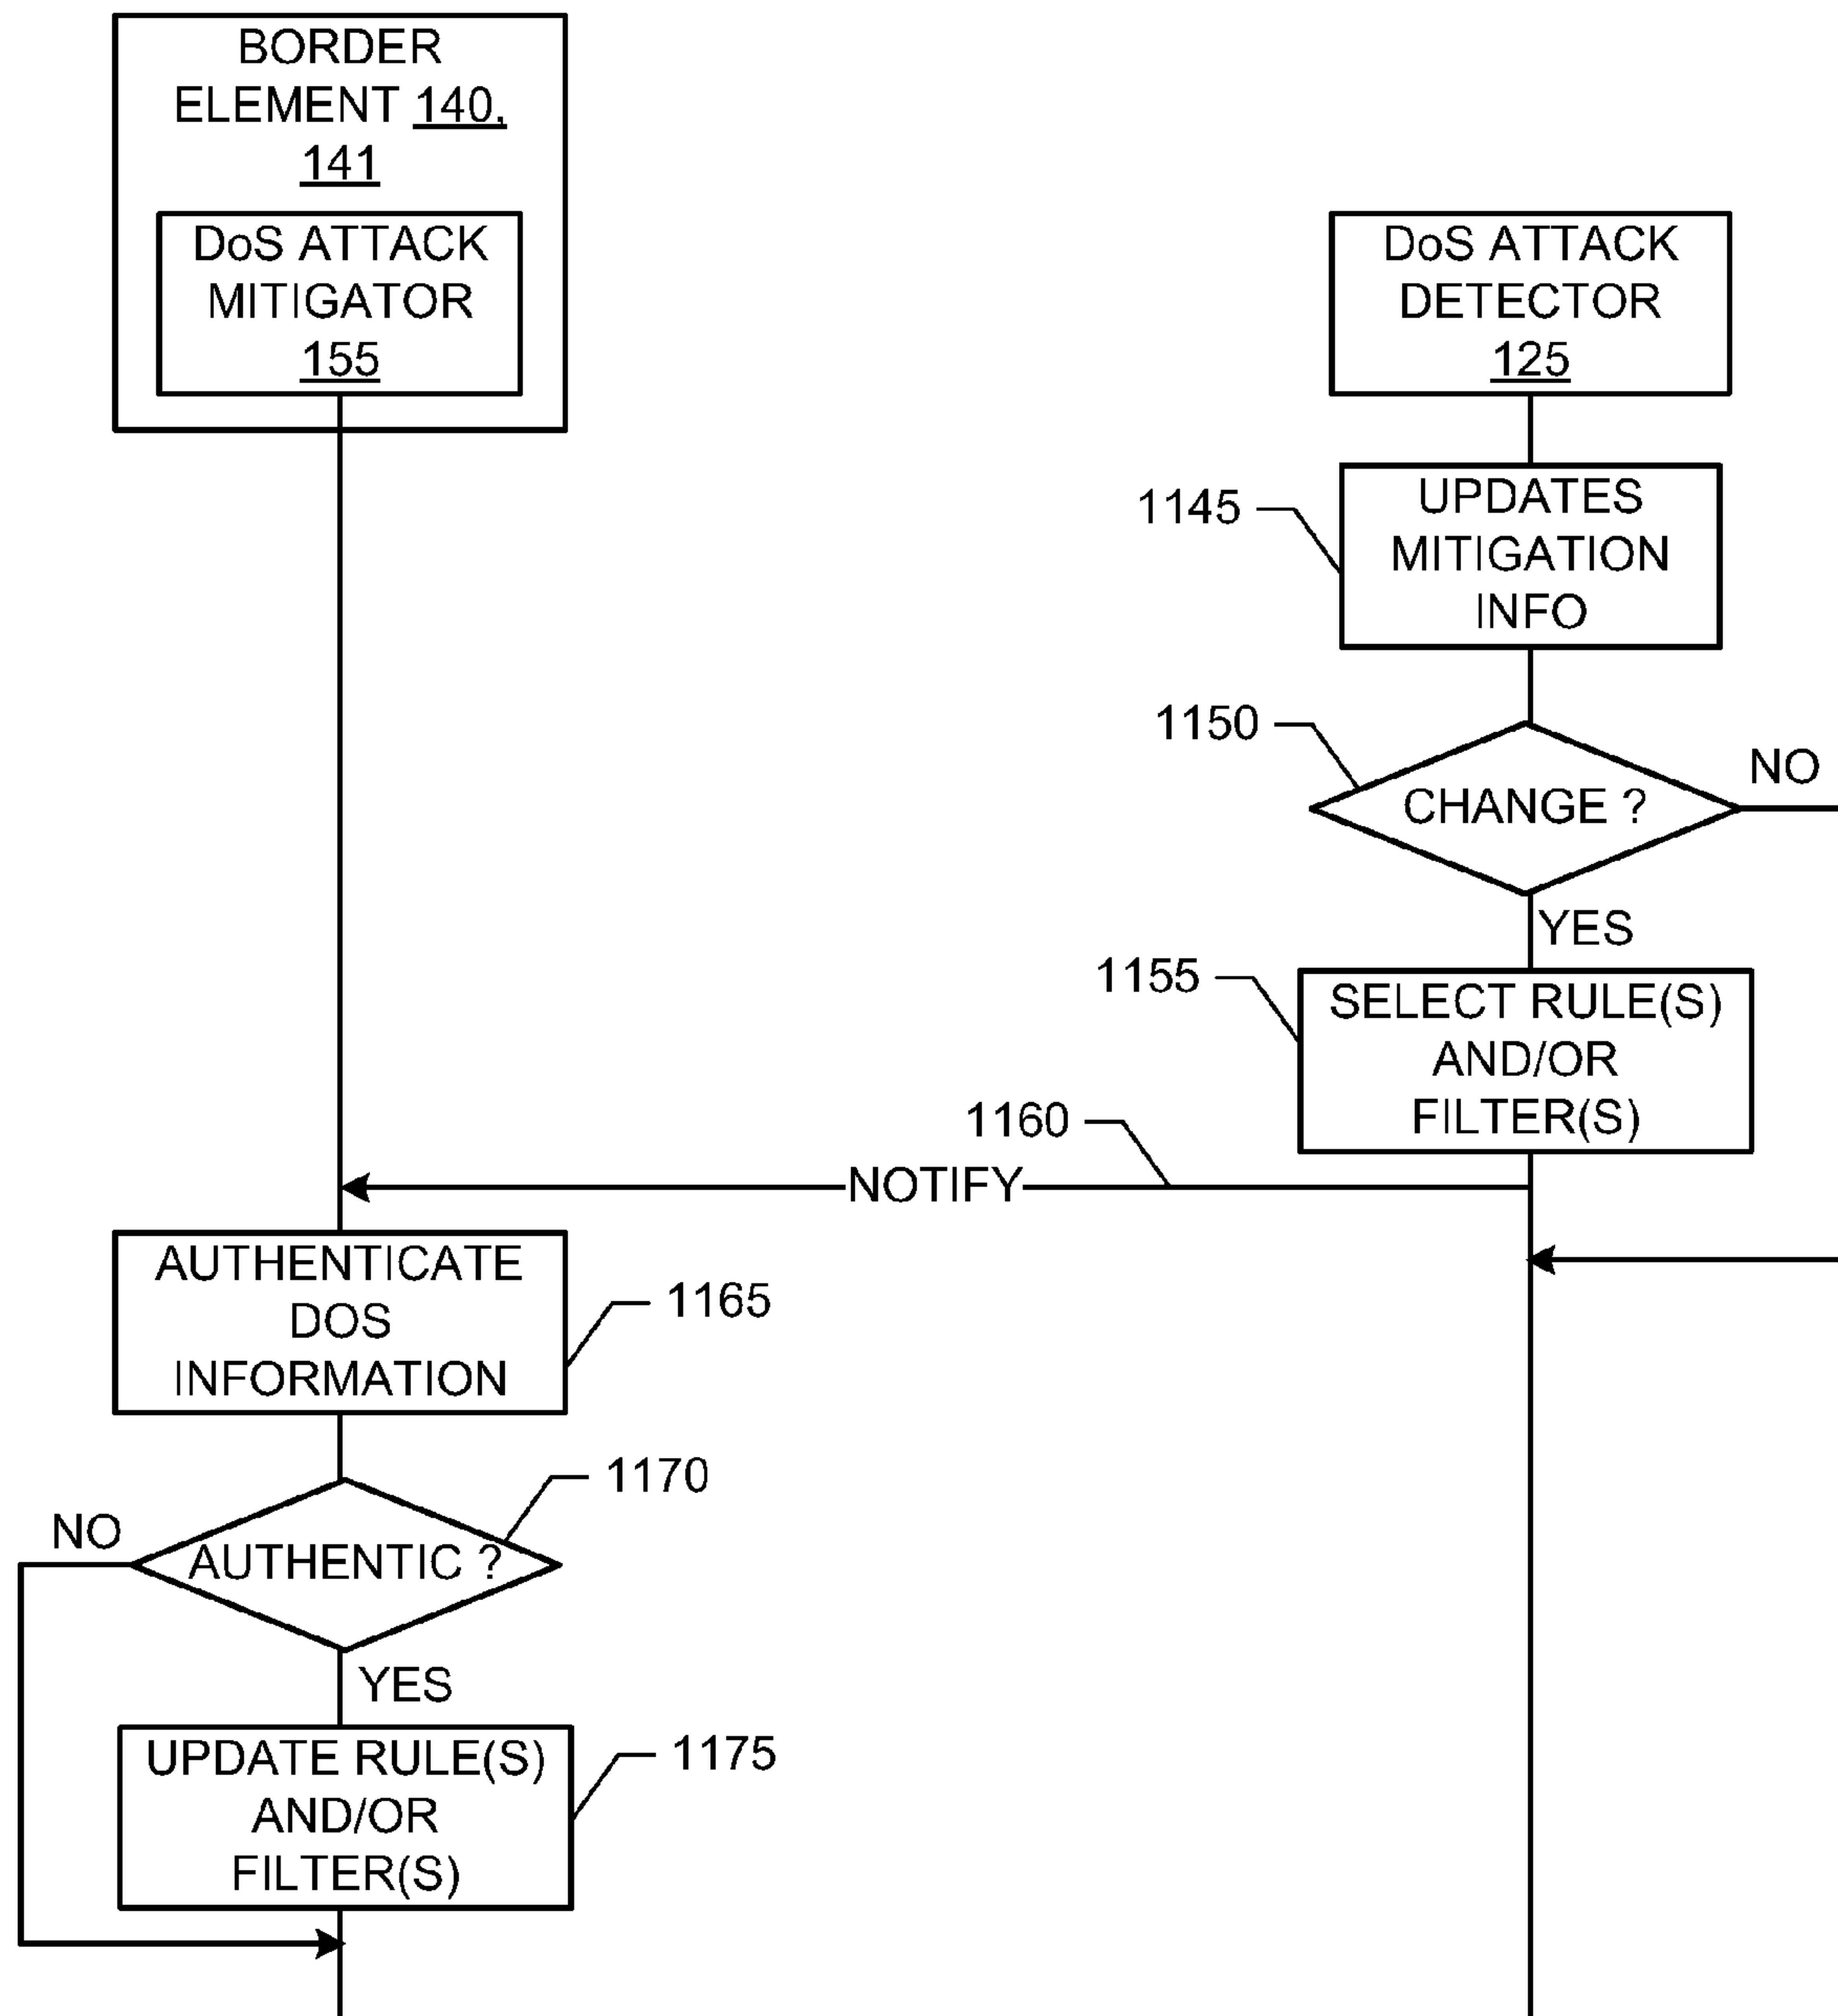 BORDER
ELEMENT 140,
141
DoS ATTACK
MITIGATOR
155
DoS ATTACK
DETECTOR
125
1145
UPDATES
MITIGATION
INFO
1150
CHANGE ?
NO
YES
1155
SELECT RULE(S)
AND/OR
FILTER(S)
1160
NOTIFY
AUTHENTICATE
DOS
INFORMATION
1165
1170
NO
AUTHENTIC ?
YES
UPDATE RULE(S)
AND/OR
FILTER(S)
1175